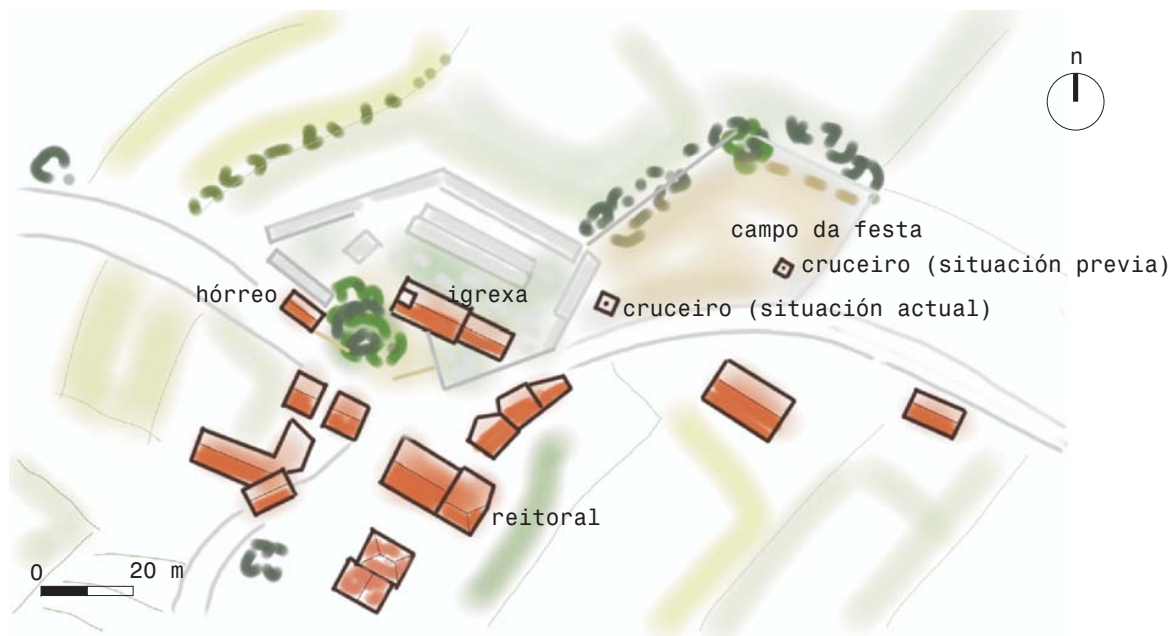 n
campo da festa
cruceiro (situación previa)
hórreo
igrexa
cruceiro (situación actual)
reitoral
0 20 m